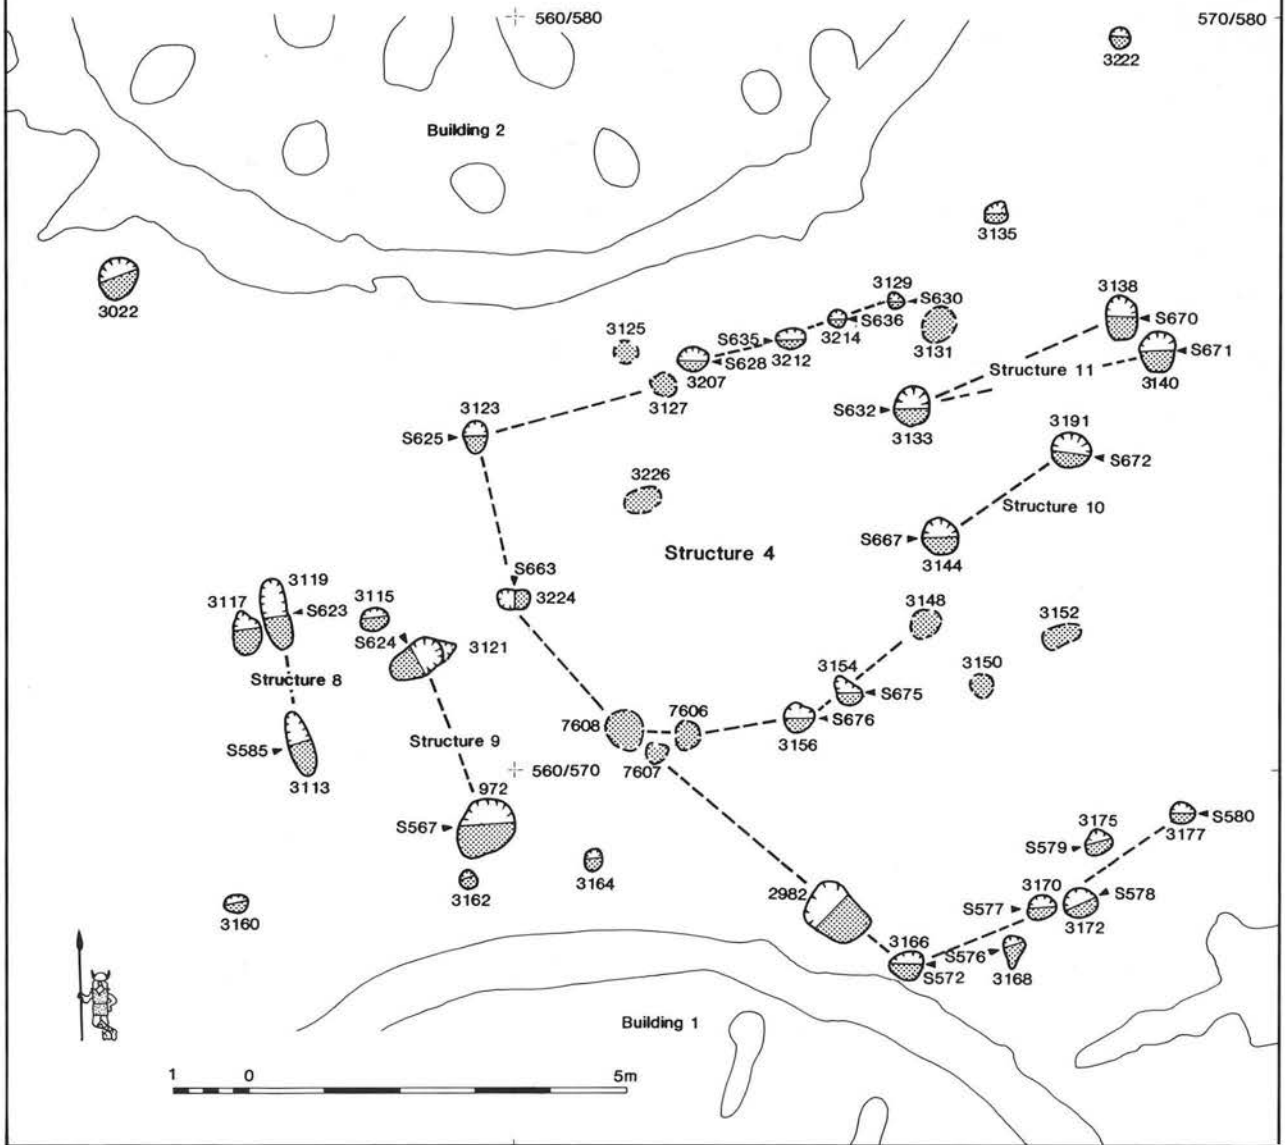 560/580
570/580
3222
Building 2
3135
3022
3129
S630
3138
3125
S636
S670
S635
3214
3131
S628
3212
S671
3207
Structure 11
3140
3127
3123
S632
S625
3133
3191
S672
3226
Structure 10
Structure 4
S667
S663
3144
3119
3224
3117
3115
3148
S623
S624
3152
3121
3154
3150
Structure 8
S675
7606
7608
S676
Structure 9
3156
S585
7607
560/570
3113
972
3175
S580
S567
3177
S579
3164
2982
3170
S578
3162
3160
S577
3172
3166
S576
S572
3168
Building 1
1 0 5m